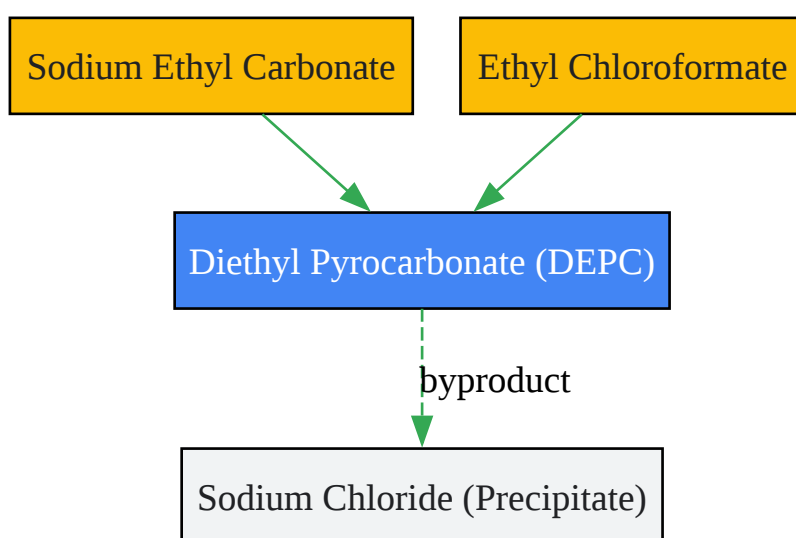 Sodium Ethyl Carbonate
Ethyl Chloroformate
Diethyl Pyrocarbonate (DEPC)
byproduct
Sodium Chloride (Precipitate)